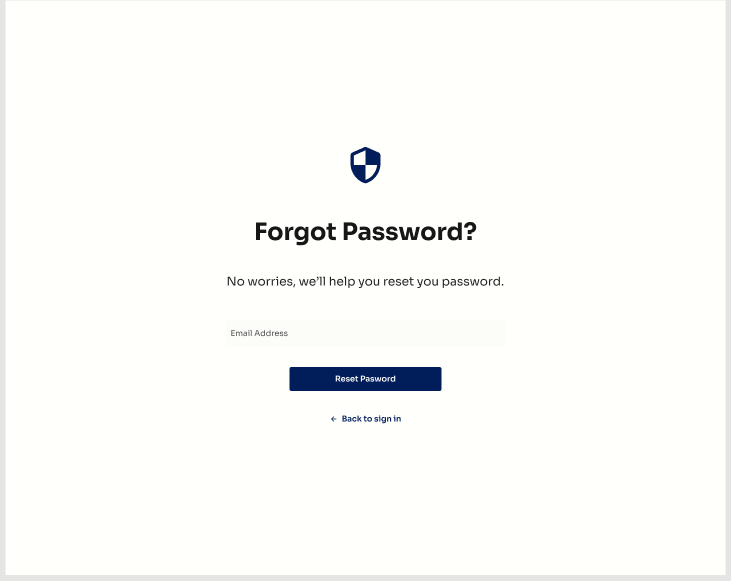 Forgot Password?
No worries, we’ll help you reset you password.
Email Address
Reset Pasword
← Back to sign in